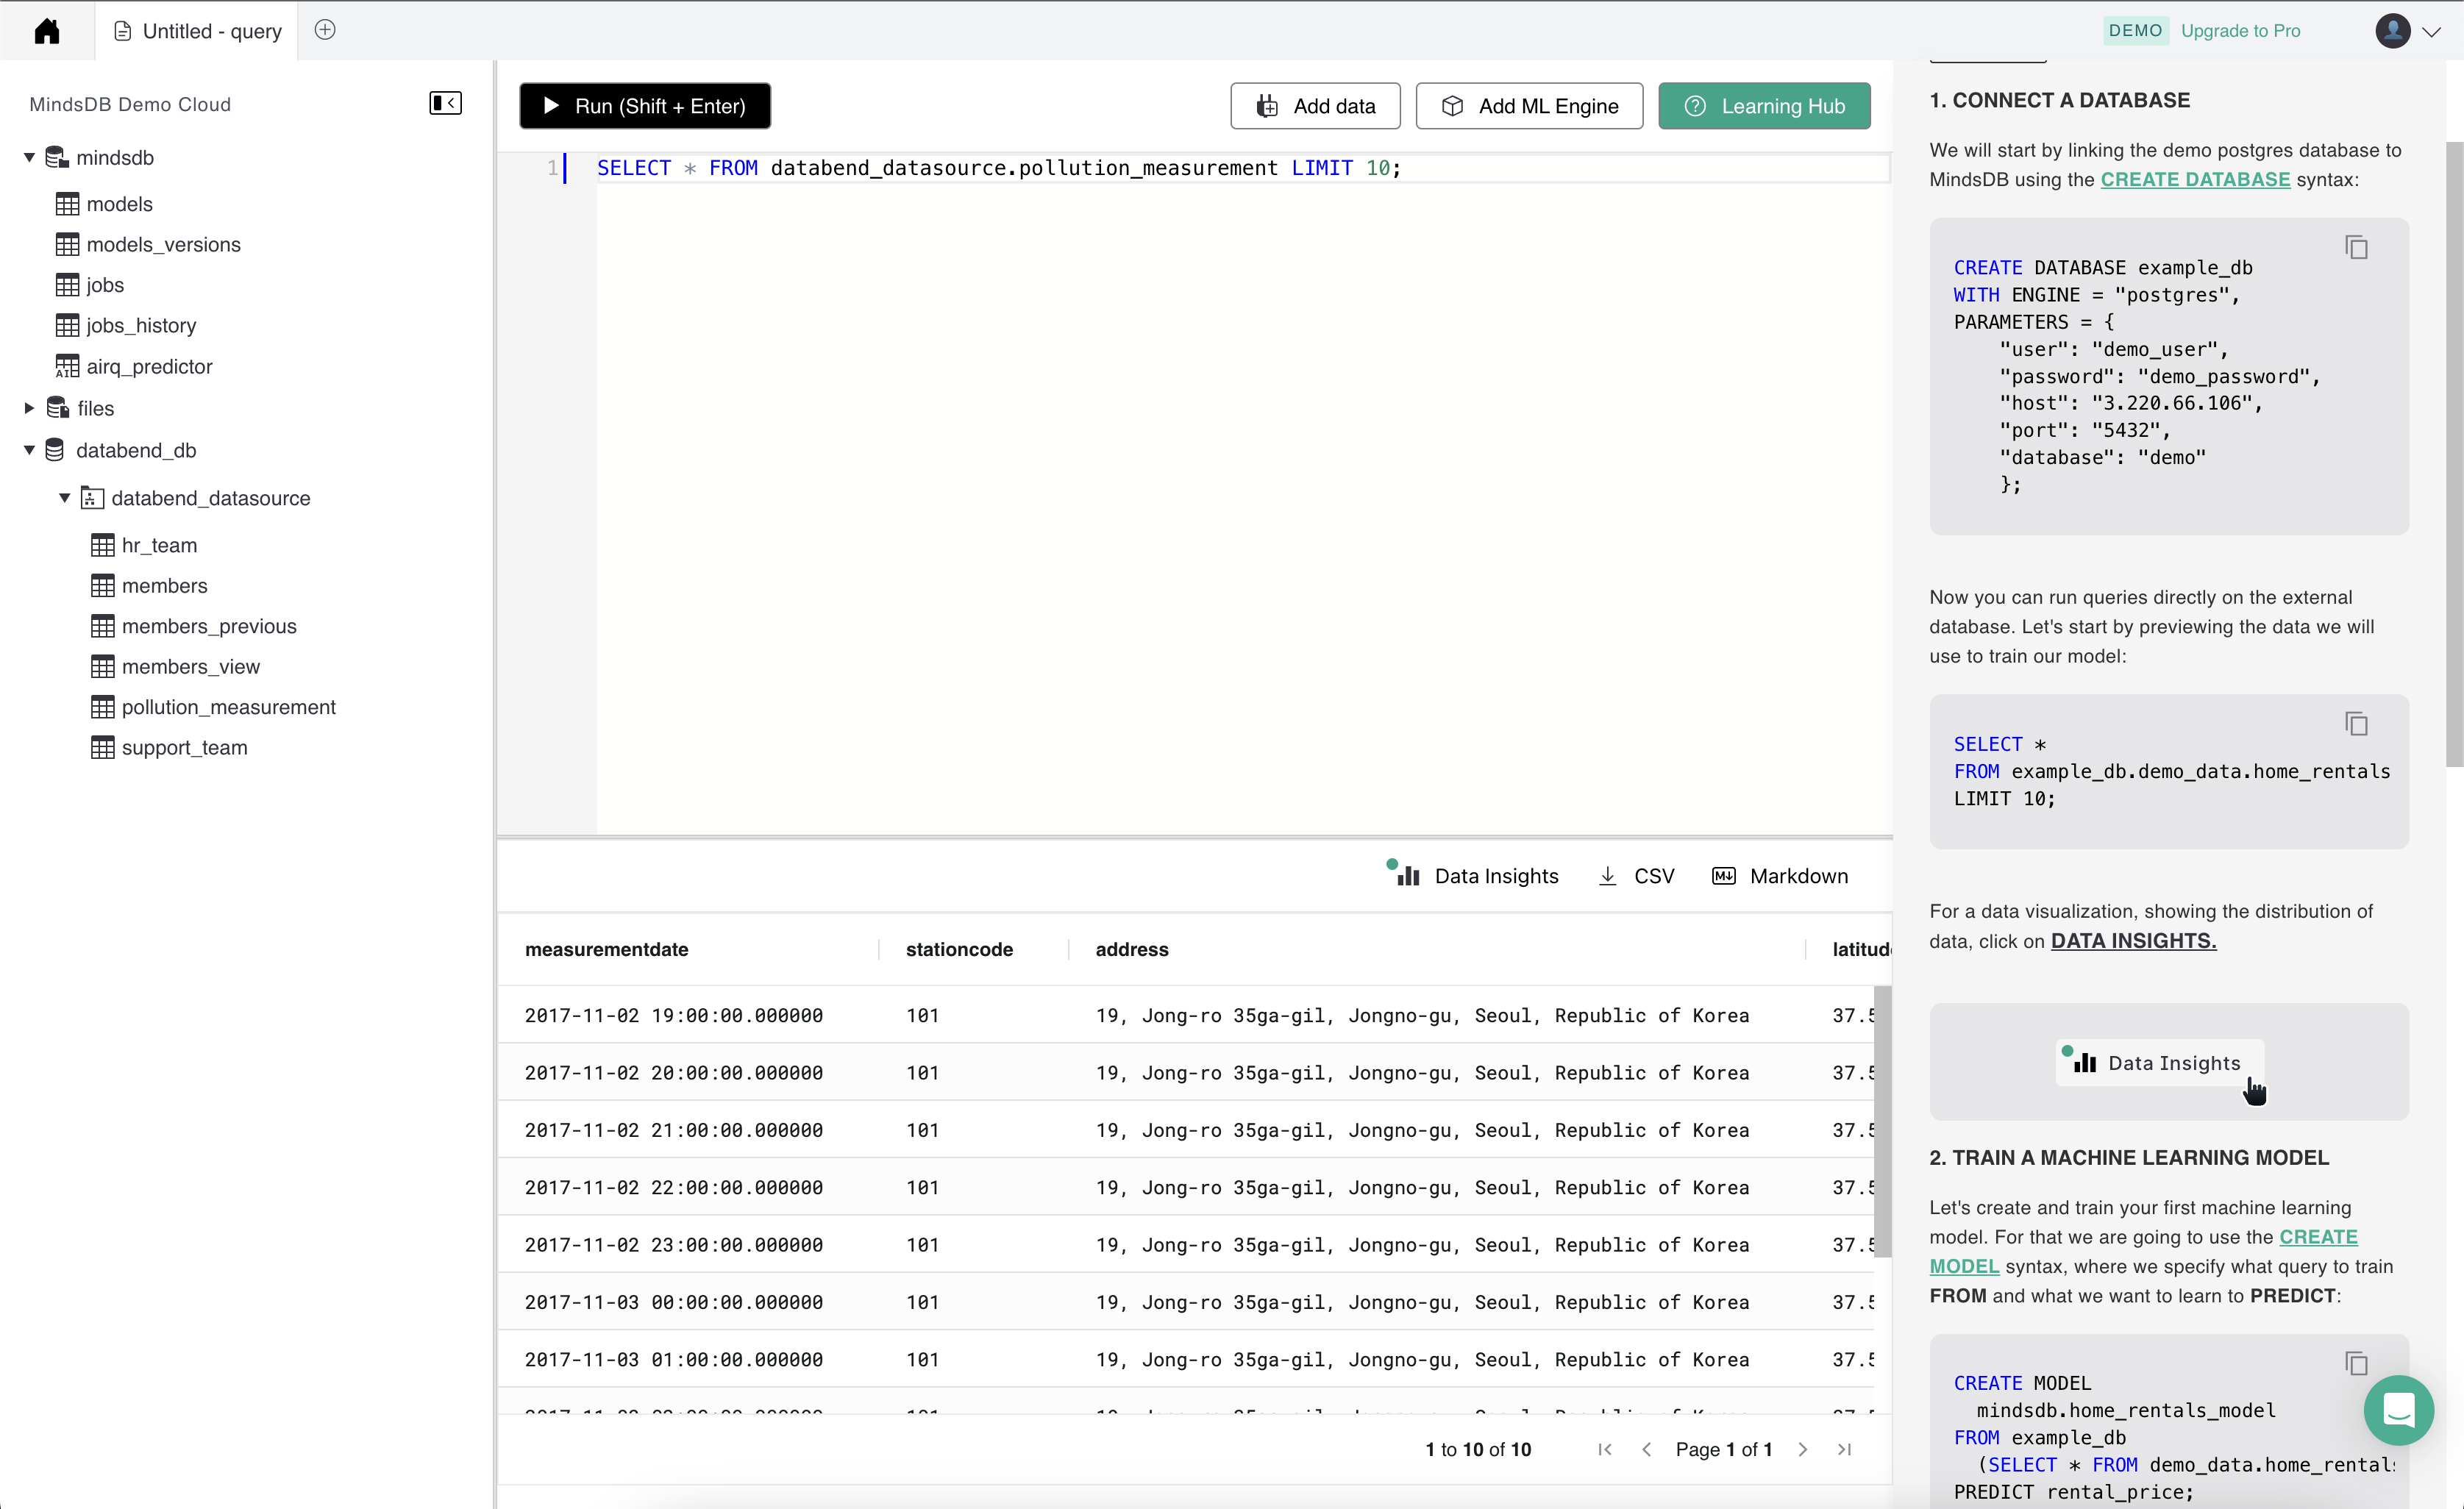 Untitled - query
DEMO Upgrade to Pro
MindsDB Demo Cloud
mindsdb
models
models_versions
jobs
jobs_history
AI airq_predictor
files
databend_db
databend_datasource
hr_team
members
members_previous
members_view
pollution_measurement
support_team
Run (Shift + Enter)
Add data
Add ML Engine
Learning Hub
1 SELECT * FROM databend_datasource.pollution_measurement LIMIT 10;
Data Insights
CSV
Markdown
measurementdate stationcode address latitud
2017-11-02 19:00:00.000000 101 19, Jong-ro 35ga-gil, Jongno-gu, Seoul, Republic of Korea 37.5
2017-11-02 20:00:00.000000 101 19, Jong-ro 35ga-gil, Jongno-gu, Seoul, Republic of Korea 37.5
2017-11-02 21:00:00.000000 101 19, Jong-ro 35ga-gil, Jongno-gu, Seoul, Republic of Korea 37.5
2017-11-02 22:00:00.000000 101 19, Jong-ro 35ga-gil, Jongno-gu, Seoul, Republic of Korea 37.5
2017-11-02 23:00:00.000000 101 19, Jong-ro 35ga-gil, Jongno-gu, Seoul, Republic of Korea 37.5
2017-11-03 00:00:00.000000 101 19, Jong-ro 35ga-gil, Jongno-gu, Seoul, Republic of Korea 37.5
2017-11-03 01:00:00.000000 101 19, Jong-ro 35ga-gil, Jongno-gu, Seoul, Republic of Korea 37.5
1 to 10 of 10
Page 1 of 1
1. CONNECT A DATABASE
We will start by linking the demo postgres database to
MindsDB using the CREATE DATABASE syntax:
CREATE DATABASE example_db
WITH ENGINE = "postgres",
PARAMETERS = {
"user": "demo_user",
"password": "demo_password",
"host": "3.220.66.106",
"port": "5432",
"database": "demo"
};
Now you can run queries directly on the external
database. Let's start by previewing the data we will
use to train our model:
SELECT *
FROM example_db.demo_data.home_rentals
LIMIT 10;
For a data visualization, showing the distribution of
data, click on DATA INSIGHTS.
Data Insights
2. TRAIN A MACHINE LEARNING MODEL
Let's create and train your first machine learning
model. For that we are going to use the CREATE
MODEL syntax, where we specify what query to train
FROM and what we want to learn to PREDICT:
CREATE MODEL
mindsdb.home_rentals_model
FROM example_db
(SELECT * FROM demo_data.home_rentals
PREDICT rental_price;